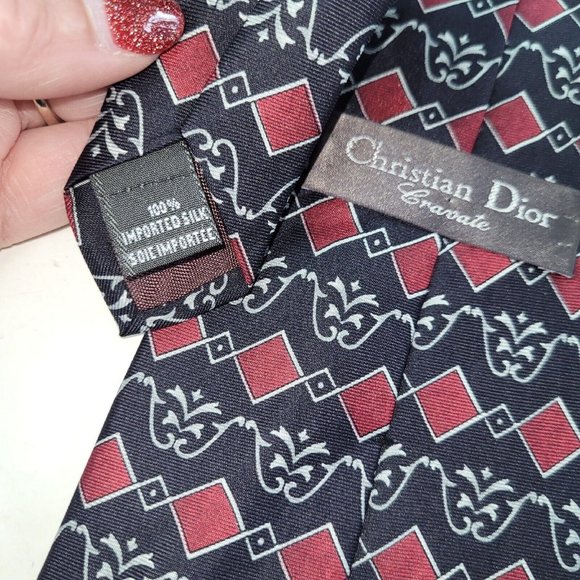 100%
IMPORTED SILK
SOIE IMPORTEE
Christian Dior
Cravate